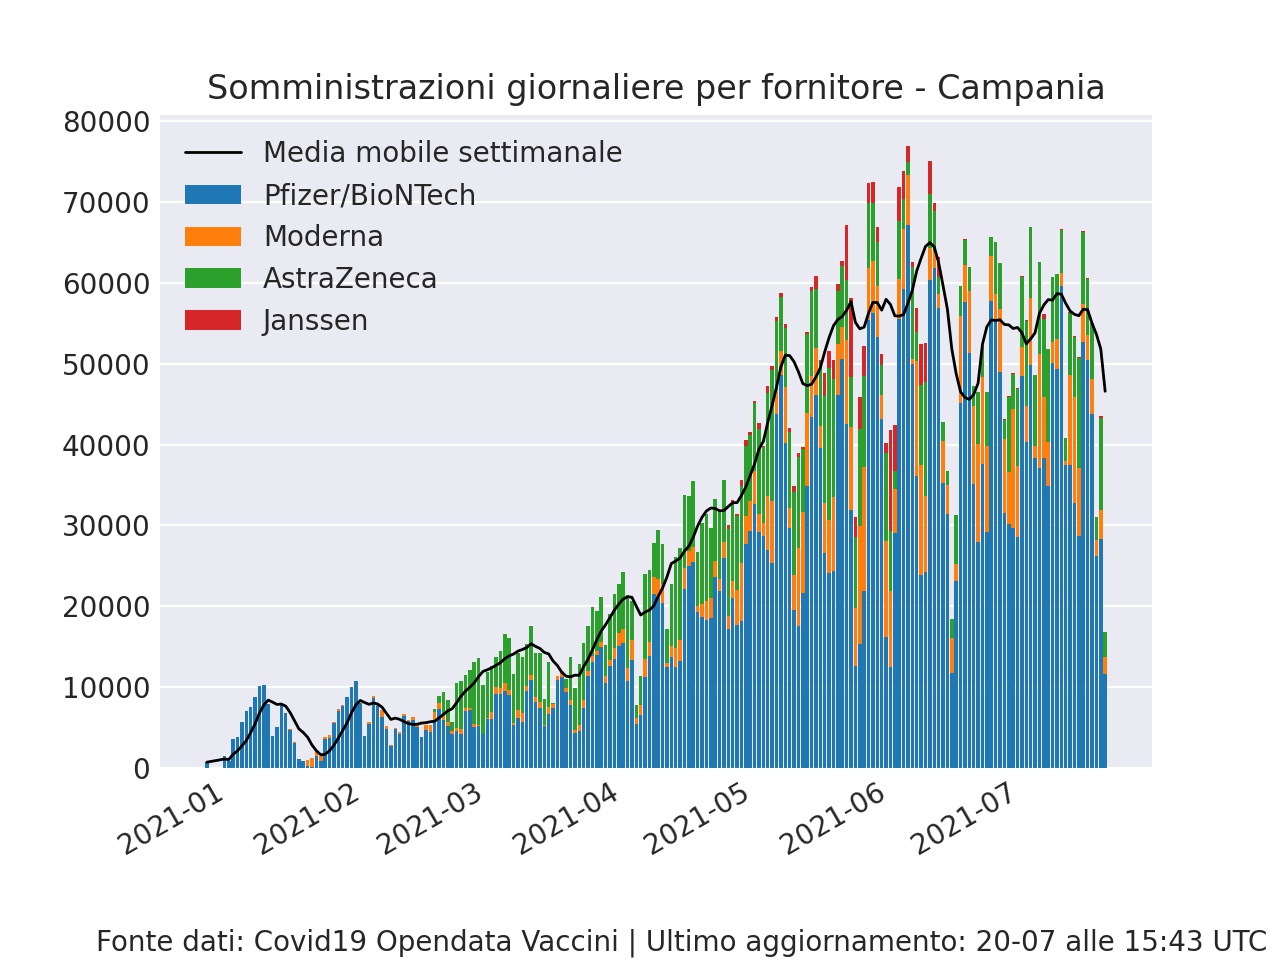 Somministrazioni giornaliere per fornitore - Campania
80000
70000
60000
50000
40000
30000
20000
10000
0
Media mobile settimanale
Pfizer/BioNTech
Moderna
AstraZeneca
Janssen
2021-01
2021-02
2021-03
2021-04
2021-05
2021-06
2021-07
Fonte dati: Covid19 Opendata Vaccini | Ultimo aggiornamento: 20-07 alle 15:43 UTC